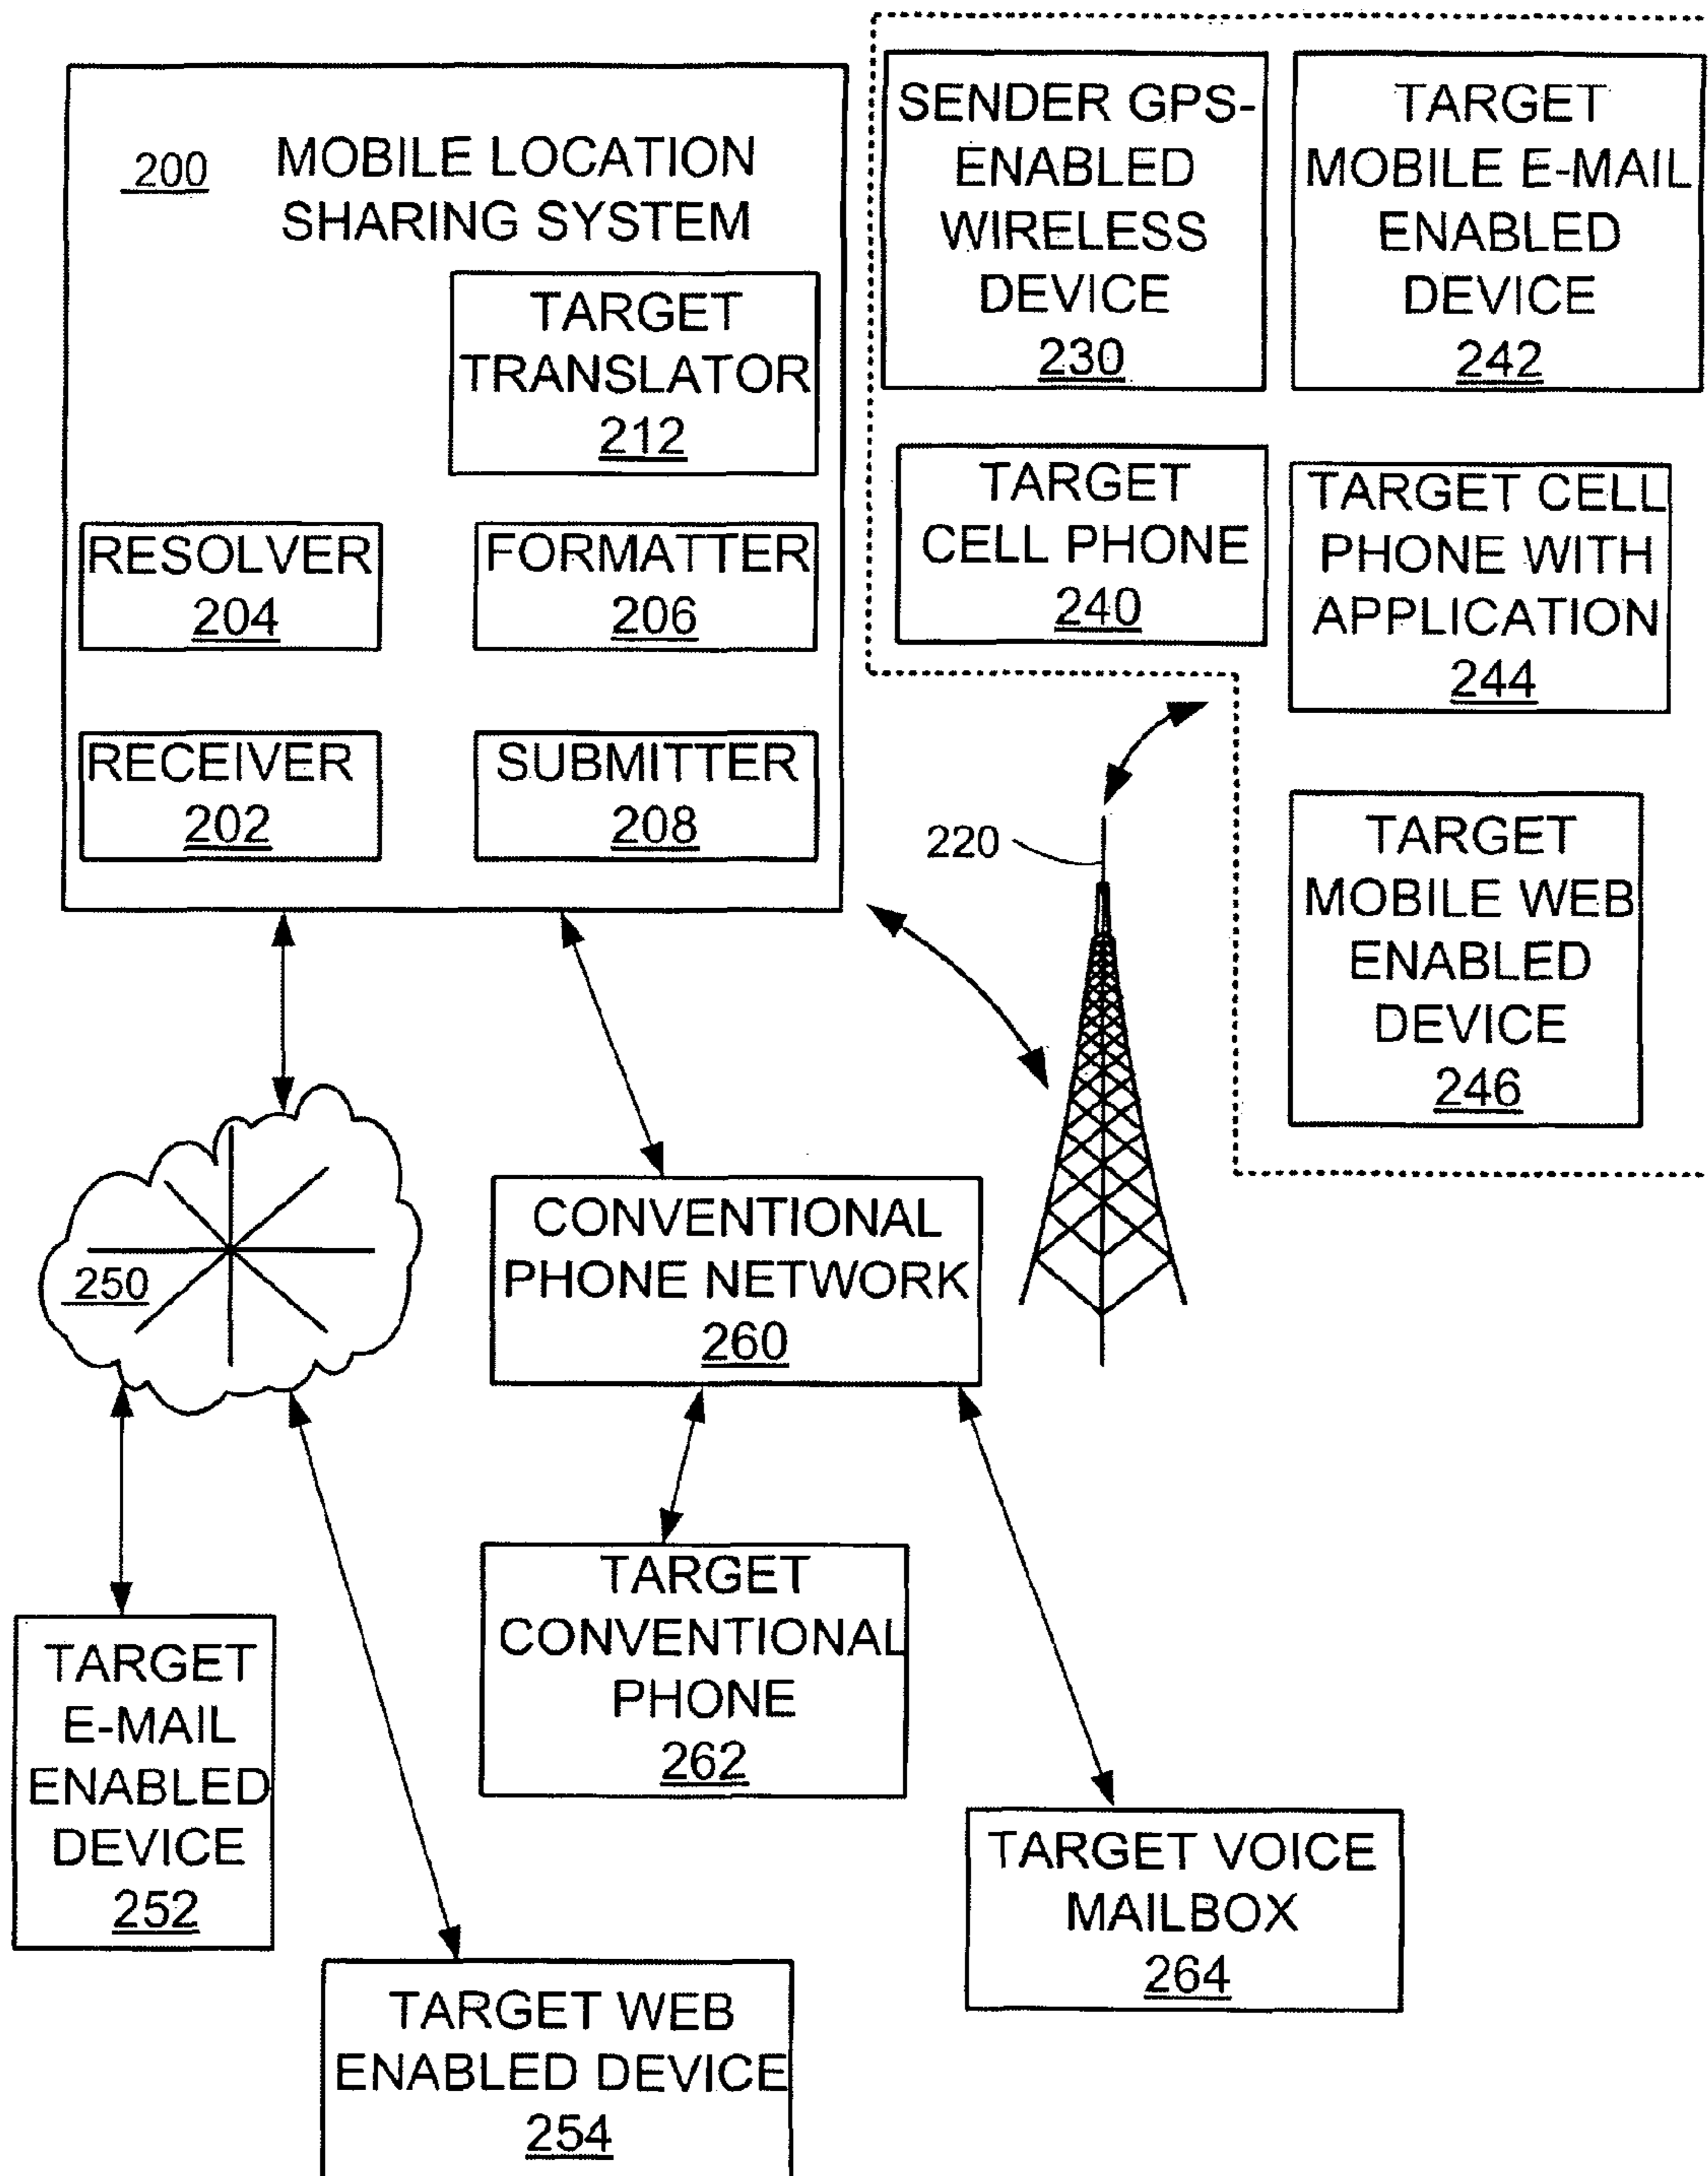 200 MOBILE LOCATION
SHARING SYSTEM
TARGET
TRANSLATOR
212
RESOLVER
204
FORMATTER
206
RECEIVER
202
SUBMITTER
208
SENDER GPS-
ENABLED
WIRELESS
DEVICE
230
TARGET
MOBILE E-MAIL
ENABLED
DEVICE
242
TARGET
CELL PHONE
240
TARGET CELL
PHONE WITH
APPLICATION
244
TARGET
MOBILE WEB
ENABLED
DEVICE
246
220
250
CONVENTIONAL
PHONE NETWORK
260
TARGET
CONVENTIONAL
PHONE
262
TARGET
E-MAIL
ENABLED
DEVICE
252
TARGET VOICE
MAILBOX
264
TARGET WEB
ENABLED DEVICE
254